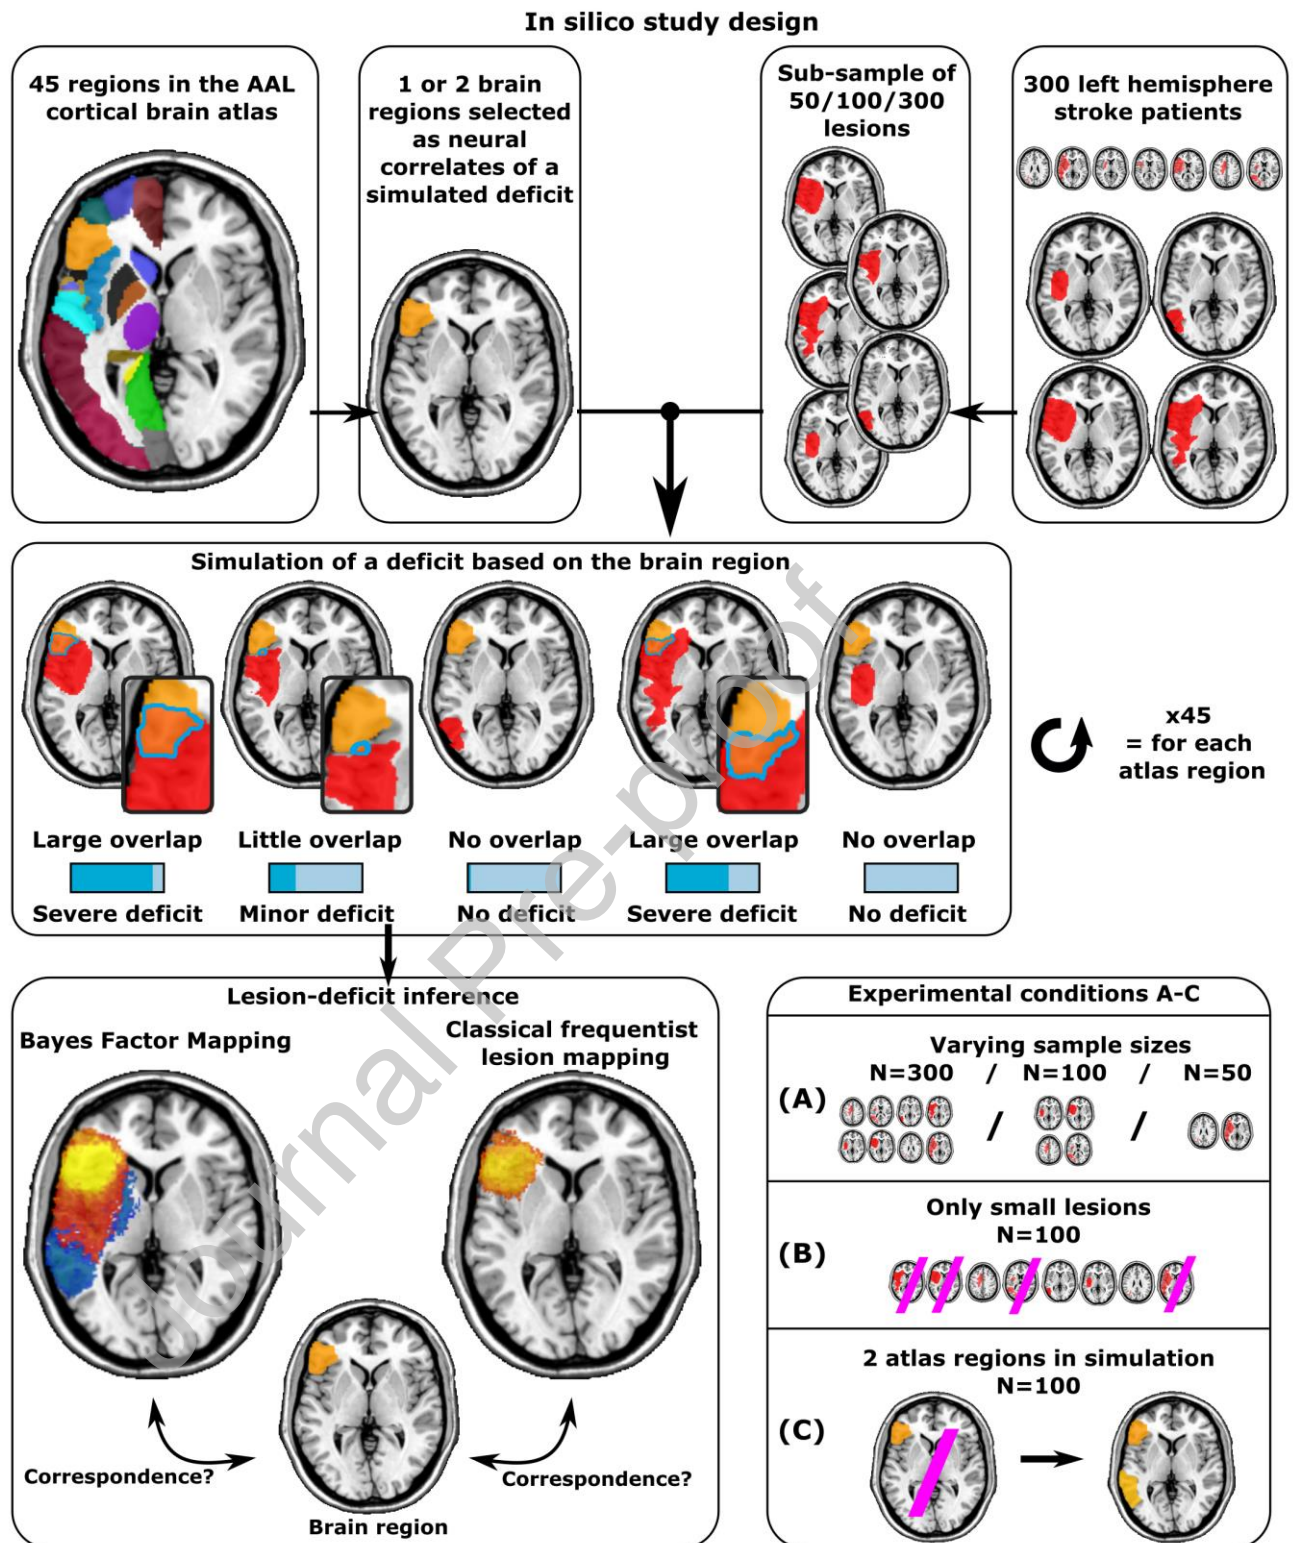 In silico study design
45 regions in the AAL
cortical brain atlas
1 or 2 brain
regions selected
as neural
correlates of a
simulated deficit
Sub-sample of
50/100/300
lesions
300 left hemisphere
stroke patients
Simulation of a deficit based on the brain region
Large overlap
Severe deficit
Little overlap
Minor deficit
No overlap
No deficit
Large overlap
Severe deficit
No overlap
No deficit
x45
= for each
atlas region
Lesion-deficit inference
Bayes Factor Mapping
Classical frequentist
lesion mapping
Correspondence?
Correspondence?
Brain region
Experimental conditions A-C
Varying sample sizes
N=300 / N=100 / N=50
(A)
/ /
Only small lesions
N=100
(B)
2 atlas regions in simulation
N=100
(C)
Journal Pre-proof